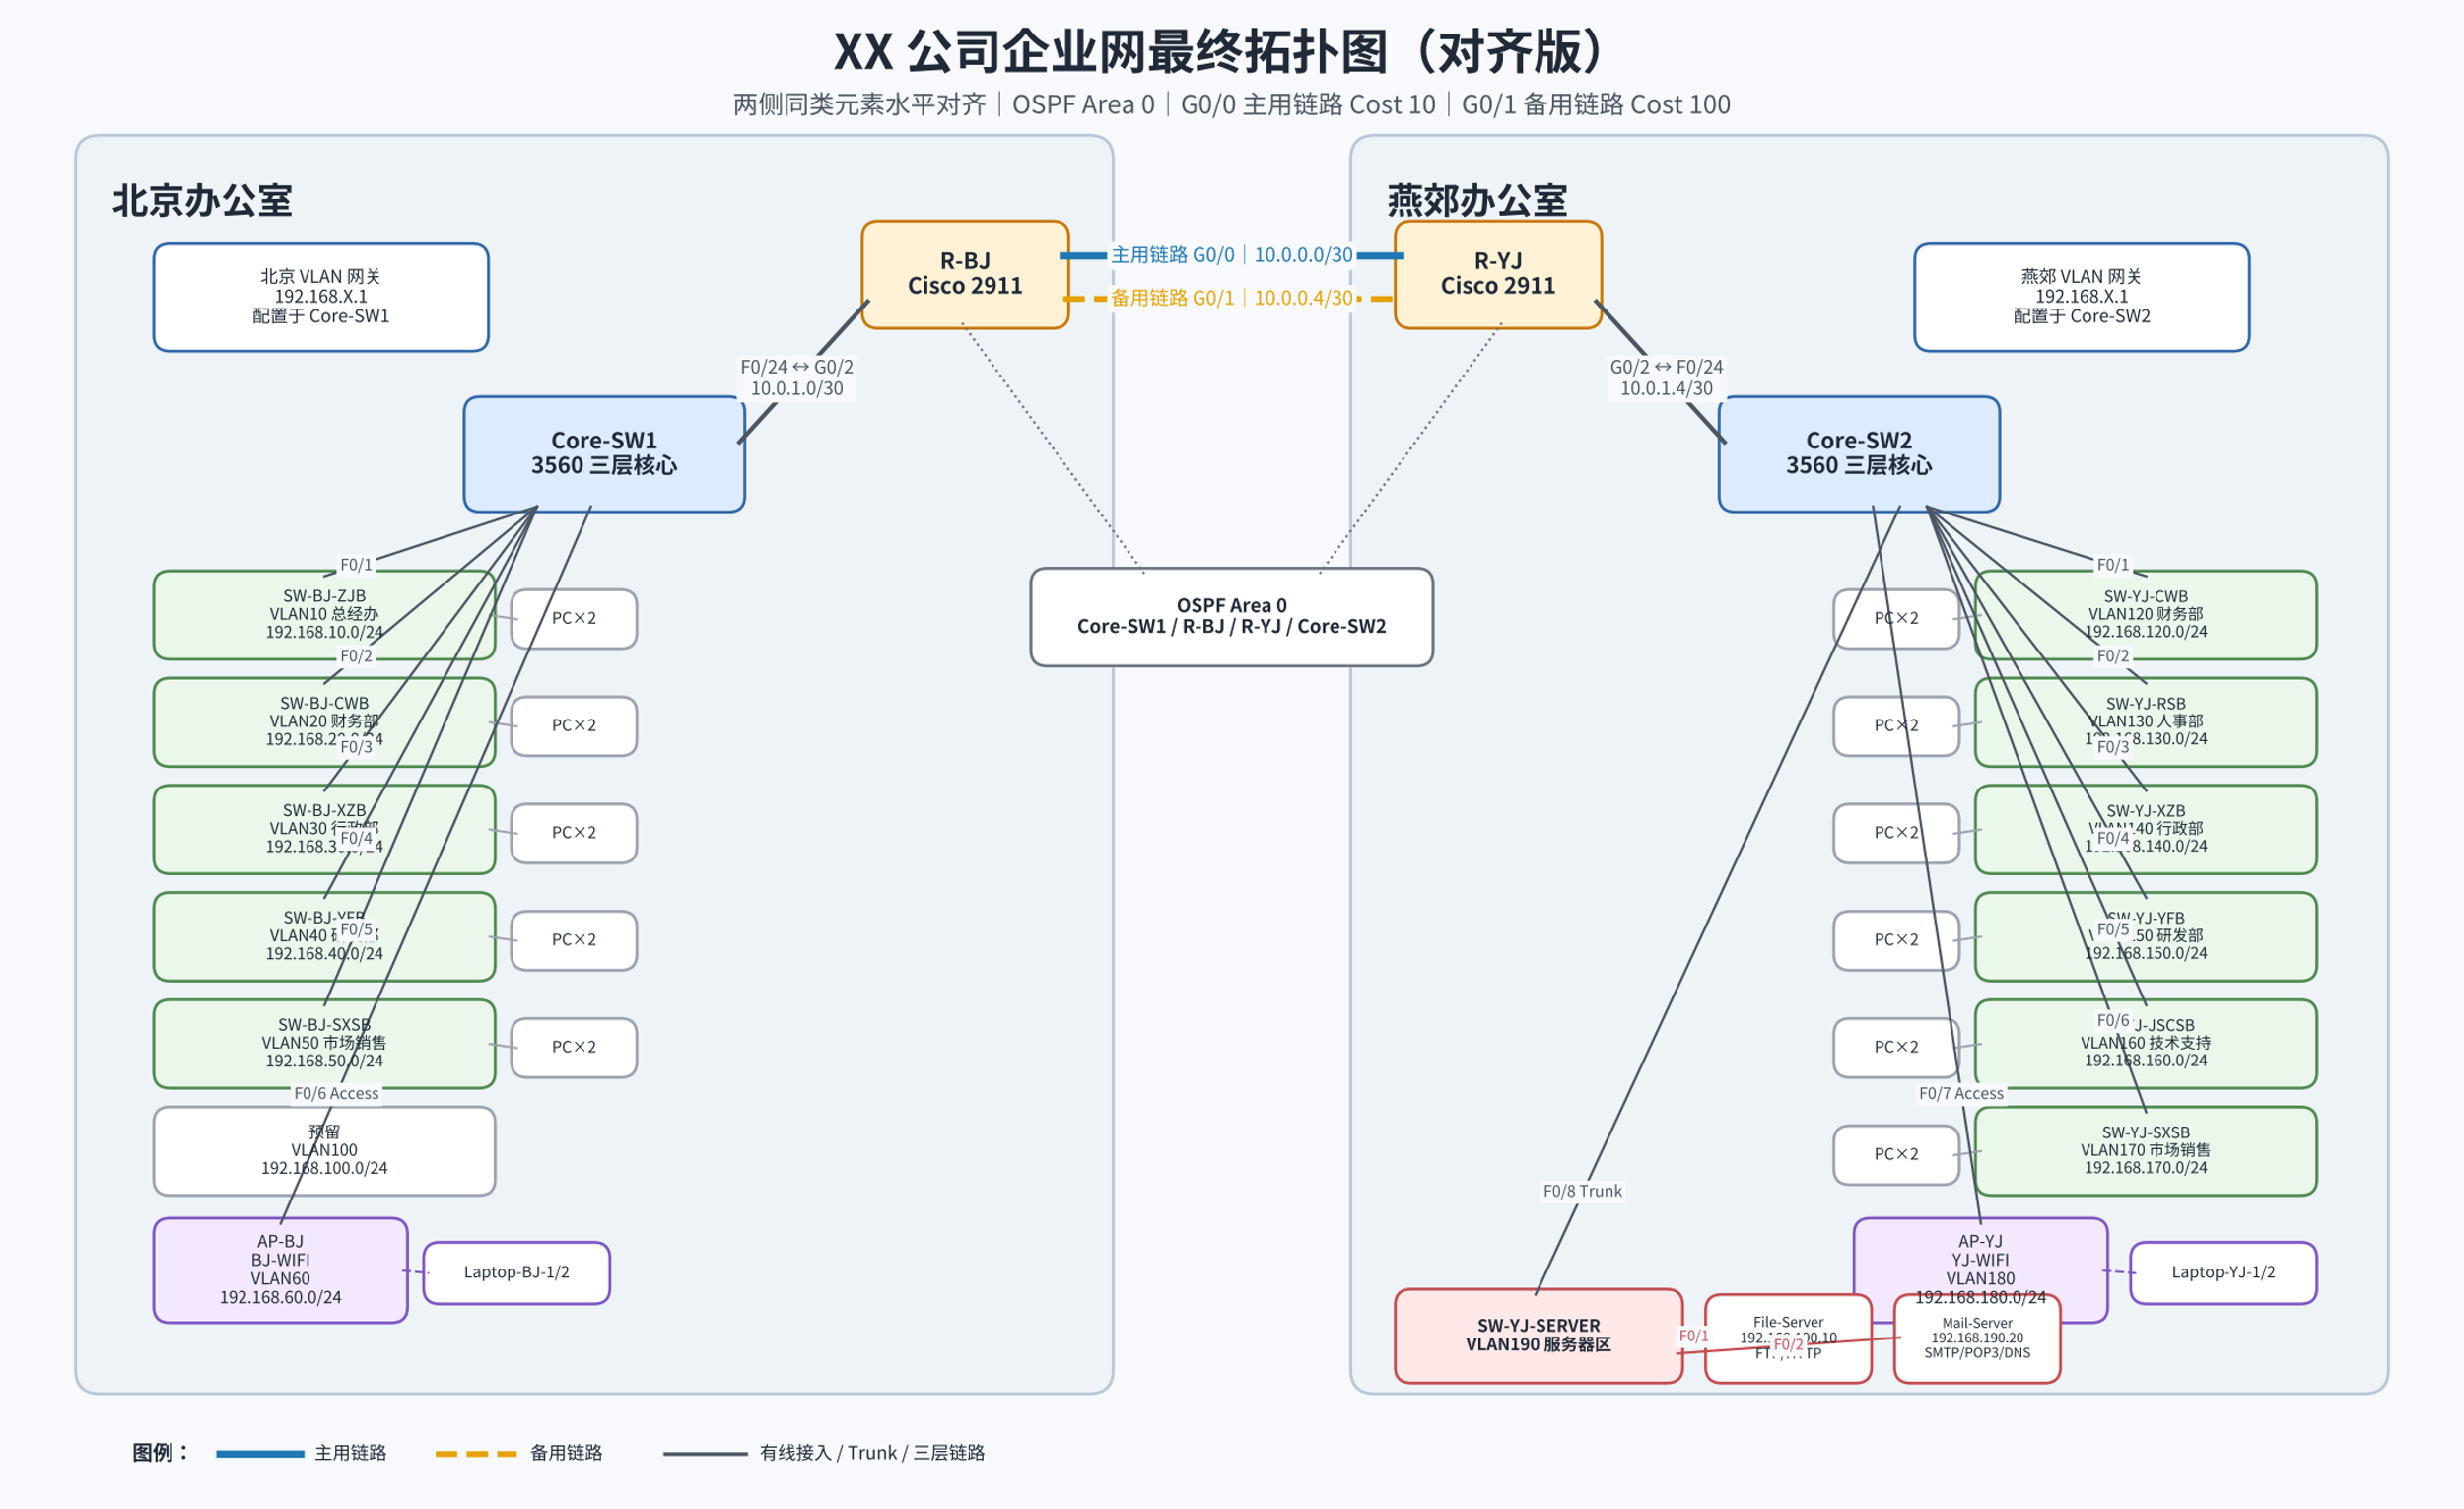 XX 公司企业网最终拓扑图（对齐版）
两侧同类元素水平对齐｜OSPF Area 0｜G0/0 主用链路 Cost 10｜G0/1 备用链路 Cost 100
北京办公室
北京 VLAN 网关
192.168.X.1
配置于 Core-SW1
R-BJ
Cisco 2911
主用链路 G0/0｜10.0.0.0/30
备用链路 G0/1｜10.0.0.4/30
F0/24 ↔ G0/2
10.0.1.0/30
Core-SW1
3560 三层核心
F0/1
SW-BJ-ZJB
VLAN10 总经办
192.168.10.0/24
PC×2
F0/2
SW-BJ-CWB
VLAN20 财务部
PC×2
F0/3
SW-BJ-XZB
VLAN30
PC×2
F0/4
SW-BJ-YFB
VLAN40
192.168.40.0/24
PC×2
F0/5
SW-BJ-SXSB
VLAN50 市场销售
192.168.50.0/24
PC×2
F0/6 Access
预留
VLAN100
192.168.100.0/24
AP-BJ
BJ-WIFI
VLAN60
192.168.60.0/24
Laptop-BJ-1/2
OSPF Area 0
Core-SW1 / R-BJ / R-YJ / Core-SW2
燕郊办公室
R-YJ
Cisco 2911
燕郊 VLAN 网关
192.168.X.1
配置于 Core-SW2
G0/2 ↔ F0/24
10.0.1.4/30
Core-SW2
3560 三层核心
F0/1
PC×2
SW-YJ-CWB
VLAN120 财务部
192.168.120.0/24
F0/2
PC×2
SW-YJ-RSB
VLAN130 人事部
F0/3
PC×2
SW-YJ-XZB
VLAN140 行政部
F0/4
PC×2
SW-YJ-YFB
研发部
192.168.150.0/24
F0/5
PC×2
VLAN160 技术支持
192.168.160.0/24
F0/6
F0/7 Access
PC×2
SW-YJ-SXSB
VLAN170 市场销售
192.168.170.0/24
F0/8 Trunk
AP-YJ
YJ-WIFI
VLAN180
192.168.180.0/24
Laptop-YJ-1/2
SW-YJ-SERVER
VLAN190 服务器区
F0/1
File-Server
F0/2
Mail-Server
192.168.190.20
SMTP/POP3/DNS
图例：
主用链路
备用链路
有线接入 / Trunk / 三层链路